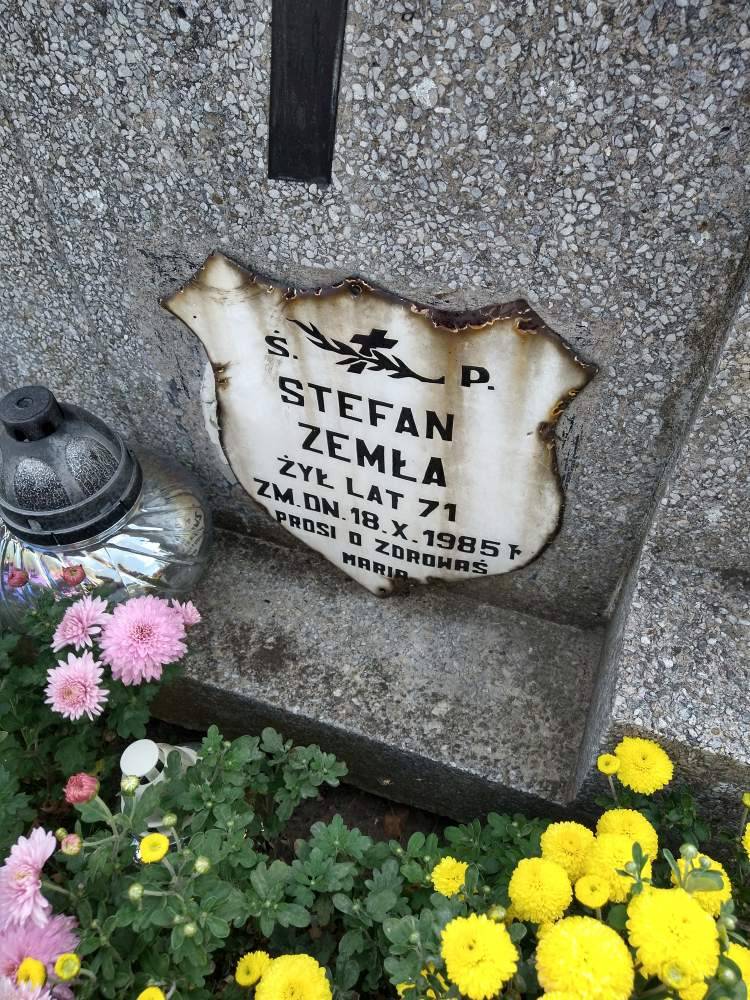 Ś. P.
STEFAN
ZEMŁA
ŻYŁ LAT 71
ZM.DN.18.X.1985 r.
PROSI O ZDROWAŚ
MARIA